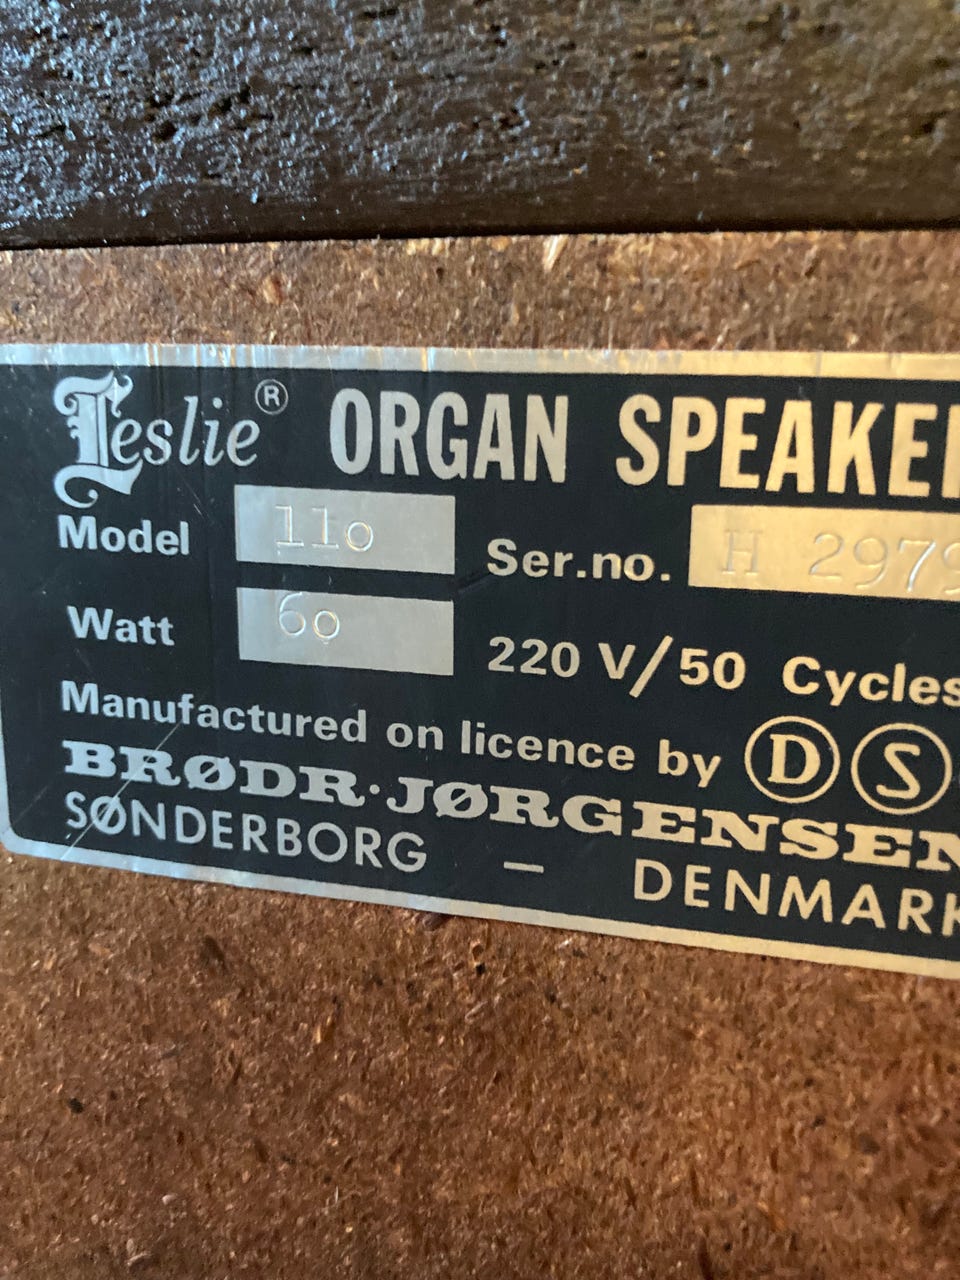 Leslie® ORGAN SPEAKER
Model 110 Ser.no. H 2979
Watt 60 220 V/50 Cycles
Manufactured on licence by D S
BRØDR·JØRGENSEN
SØNDERBORG – DENMARK